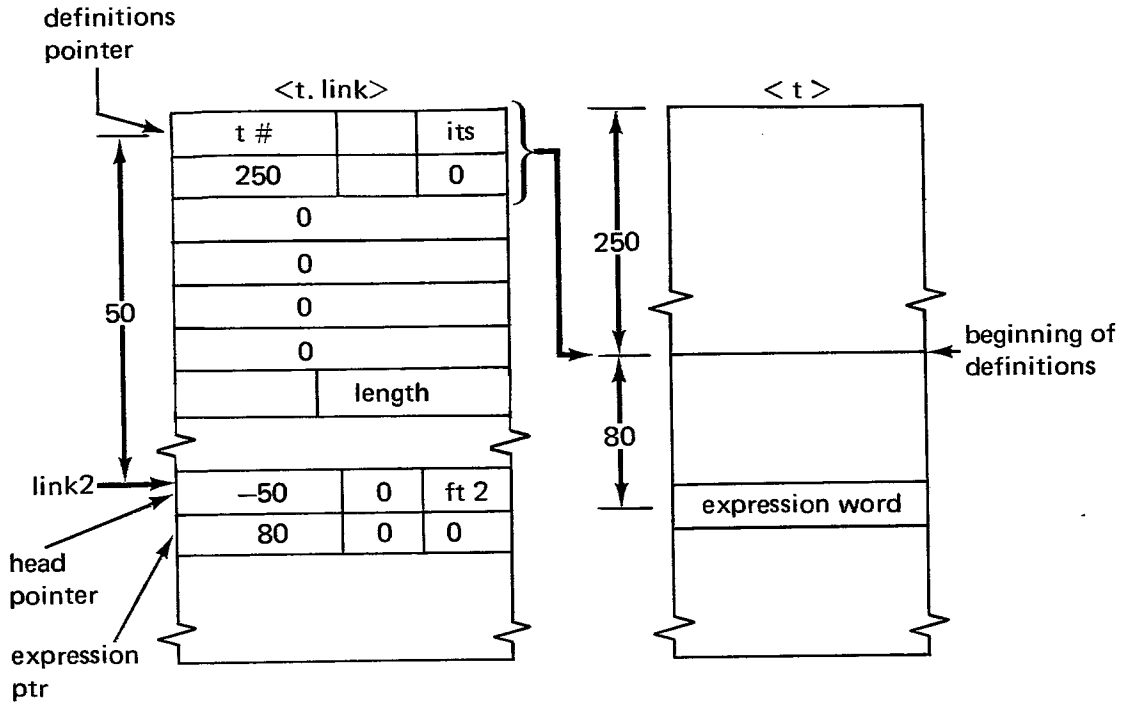 definitions
pointer
<t. link>
< t >
t #
its
250
0
0
0
0
0
length
50
250
beginning of
definitions
80
link2
–50
0
ft 2
80
0
0
expression word
head
pointer
expression
ptr